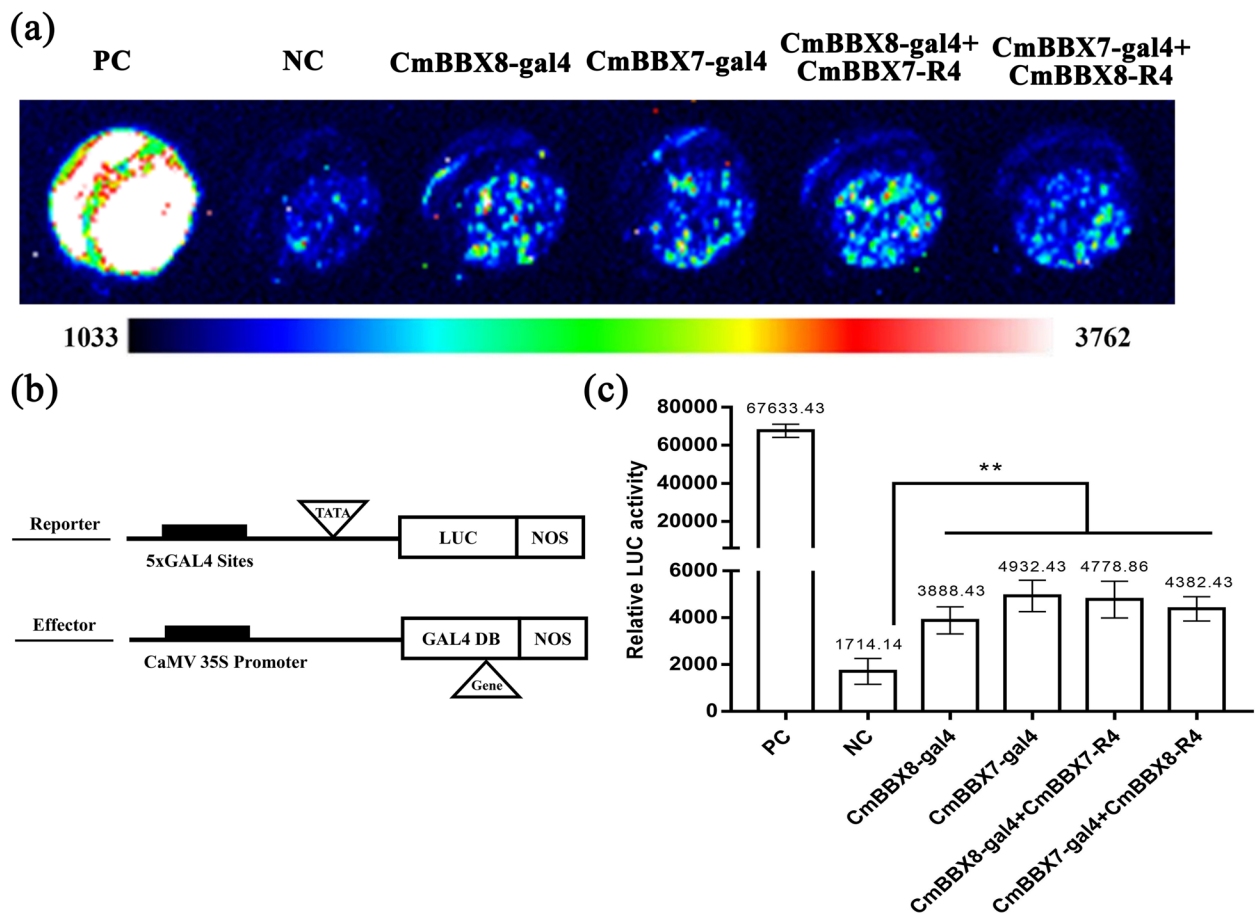 (a)
PC
NC
CmBBX8-gal4
CmBBX7-gal4
CmBBX8-gal4+
CmBBX7-R4
CmBBX7-gal4+
CmBBX8-R4
1033
3762
(b)
Reporter
TATA
LUC
NOS
5xGAL4 Sites
Effector
GAL4 DB
NOS
CaMV 35S Promoter
Gene
(c)
Relative LUC activity
80000
60000
40000
20000
6000
4000
2000
0
67633.43
1714.14
3888.43
4932.43
4778.86
4382.43
**
PC
NC
CmBBX8-gal4
CmBBX7-gal4
CmBBX8-gal4+CmBBX7-R4
CmBBX7-gal4+CmBBX8-R4